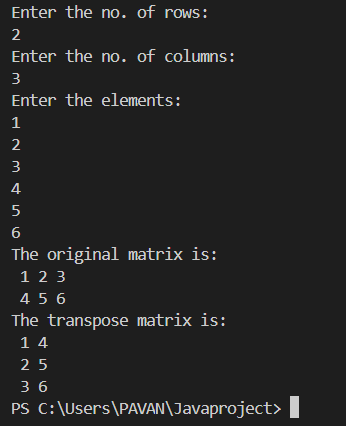 Enter the no. of rows:
2
Enter the no. of columns:
3
Enter the elements:
1
2
3
4
5
6
The original matrix is:
 1 2 3
 4 5 6
The transpose matrix is:
 1 4
 2 5
 3 6
PS C:\Users\PAVAN\Javaproject>